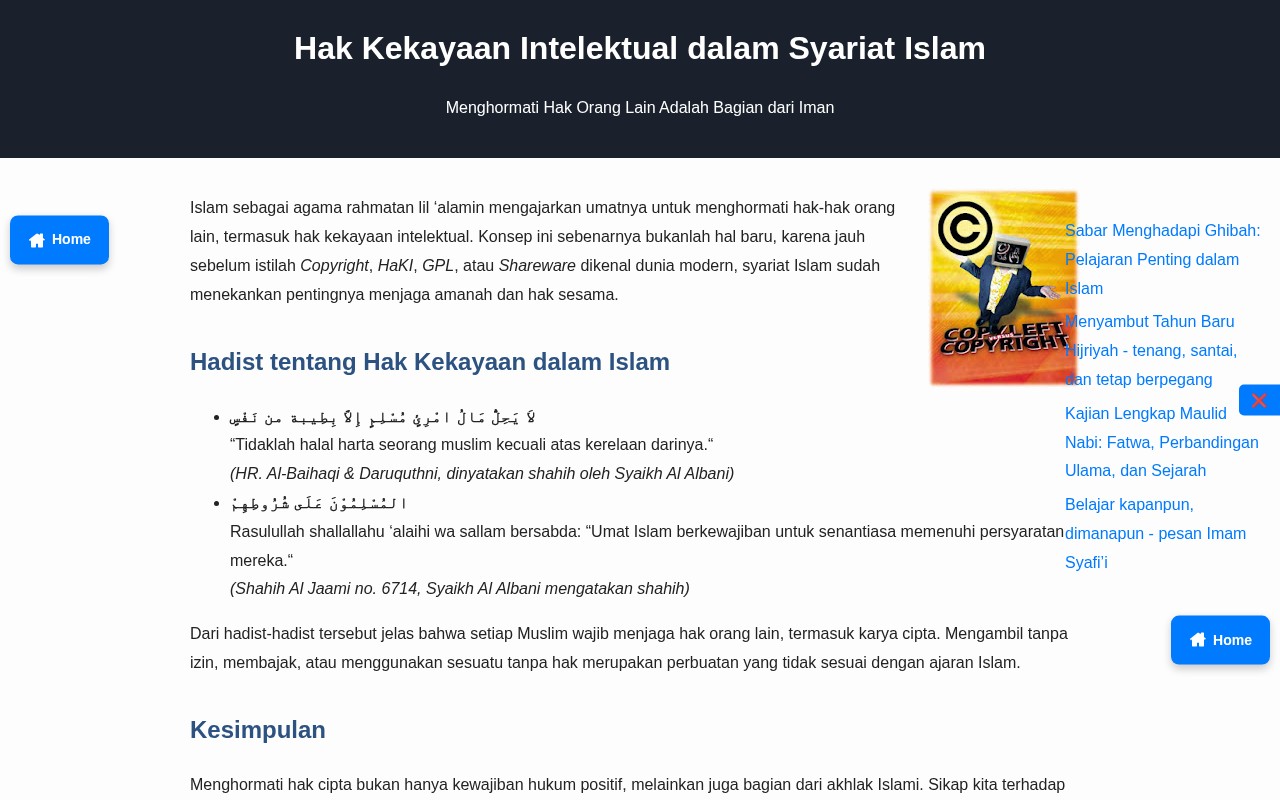 Hak Kekayaan Intelektual dalam Syariat Islam
Menghormati Hak Orang Lain Adalah Bagian dari Iman
Home
Islam sebagai agama rahmatan lil ‘alamin mengajarkan umatnya untuk menghormati hak-hak orang
lain, termasuk hak kekayaan intelektual. Konsep ini sebenarnya bukanlah hal baru, karena jauh
sebelum istilah Copyright, HaKI, GPL, atau Shareware dikenal dunia modern, syariat Islam sudah
menekankan pentingnya menjaga amanah dan hak sesama.
©
COPYLEFT
VERSUS
COPYRIGHT
Hadist tentang Hak Kekayaan dalam Islam
لاَ يَحِلُّ مَالُ امْرِئٍ مُسْلِمٍ إِلاَّ بِطِيبة من نَفْسٍ
“Tidaklah halal harta seorang muslim kecuali atas kerelaan darinya.“
(HR. Al-Baihaqi & Daruquthni, dinyatakan shahih oleh Syaikh Al Albani)
المُسْلِمُوْنَ عَلَى شُرُوطِهِمْ
Rasulullah shallallahu ‘alaihi wa sallam bersabda: “Umat Islam berkewajiban untuk senantiasa memenuhi persyaratan
mereka.“
(Shahih Al Jaami no. 6714, Syaikh Al Albani mengatakan shahih)
Dari hadist-hadist tersebut jelas bahwa setiap Muslim wajib menjaga hak orang lain, termasuk karya cipta. Mengambil tanpa
izin, membajak, atau menggunakan sesuatu tanpa hak merupakan perbuatan yang tidak sesuai dengan ajaran Islam.
Kesimpulan
Menghormati hak cipta bukan hanya kewajiban hukum positif, melainkan juga bagian dari akhlak Islami. Sikap kita terhadap
Sabar Menghadapi Ghibah:
Pelajaran Penting dalam
Islam
Menyambut Tahun Baru
Hijriyah - tenang, santai,
dan tetap berpegang
Kajian Lengkap Maulid
Nabi: Fatwa, Perbandingan
Ulama, dan Sejarah
Belajar kapanpun,
dimanapun - pesan Imam
Syafi’i
Home